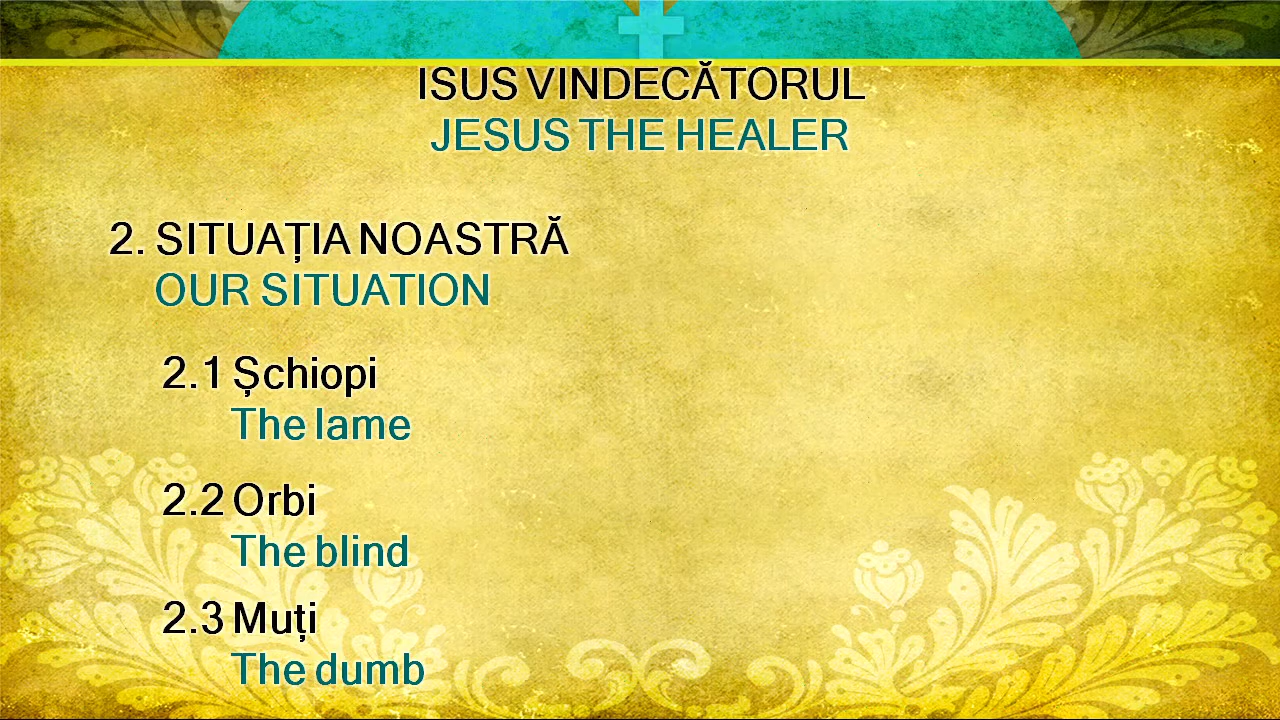 ISUS VINDECĂTORUL
JESUS THE HEALER
2. SITUAȚIA NOASTRĂ
OUR SITUATION
2.1 Șchiopi
The lame
2.2 Orbi
The blind
2.3 Muți
The dumb